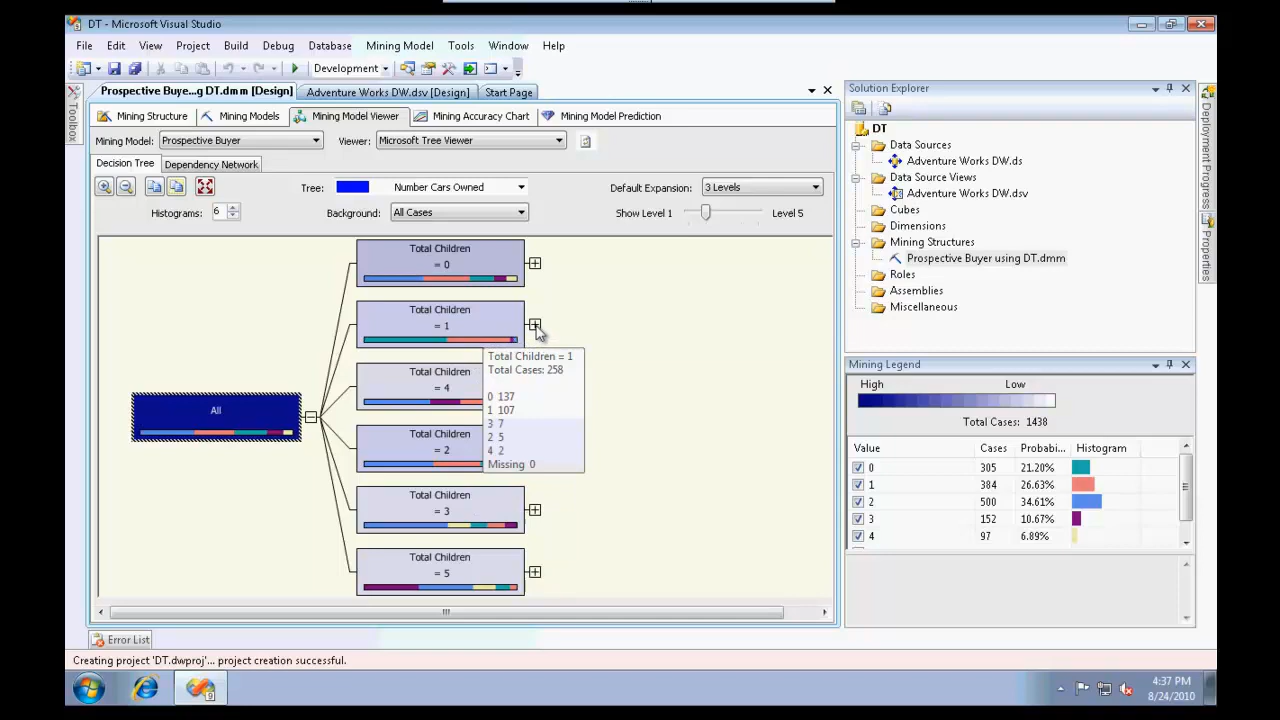 DT - Microsoft Visual Studio
File Edit View Project Build Debug Database Mining Model Tools Window Help
Development
Toolbox
Prospective Buye...g DT.dmm [Design] Adventure Works DW.dsv [Design] Start Page
Mining Structure Mining Models Mining Model Viewer Mining Accuracy Chart Mining Model Prediction
Mining Model: Prospective Buyer Viewer: Microsoft Tree Viewer
Decision Tree Dependency Network
Tree: Number Cars Owned Default Expansion: 3 Levels
Histograms: 6 Background: All Cases Show Level 1 Level 5
All
Total Children
= 0
Total Children
= 1
Total Children
= 4
Total Children
= 2
Total Children
= 3
Total Children
= 5
Total Children = 1
Total Cases: 258
0 137
1 107
3 7
2 5
4 2
Missing 0
Solution Explorer
DT
Data Sources
Adventure Works DW.ds
Data Source Views
Adventure Works DW.dsv
Cubes
Dimensions
Mining Structures
Prospective Buyer using DT.dmm
Roles
Assemblies
Miscellaneous
Deployment Progress
Properties
Mining Legend
High Low
Total Cases: 1438
Value Cases Probabi... Histogram
0 305 21.20%
1 384 26.63%
2 500 34.61%
3 152 10.67%
4 97 6.89%
Error List
Creating project 'DT.dwproj'... project creation successful.
4:37 PM
8/24/2010